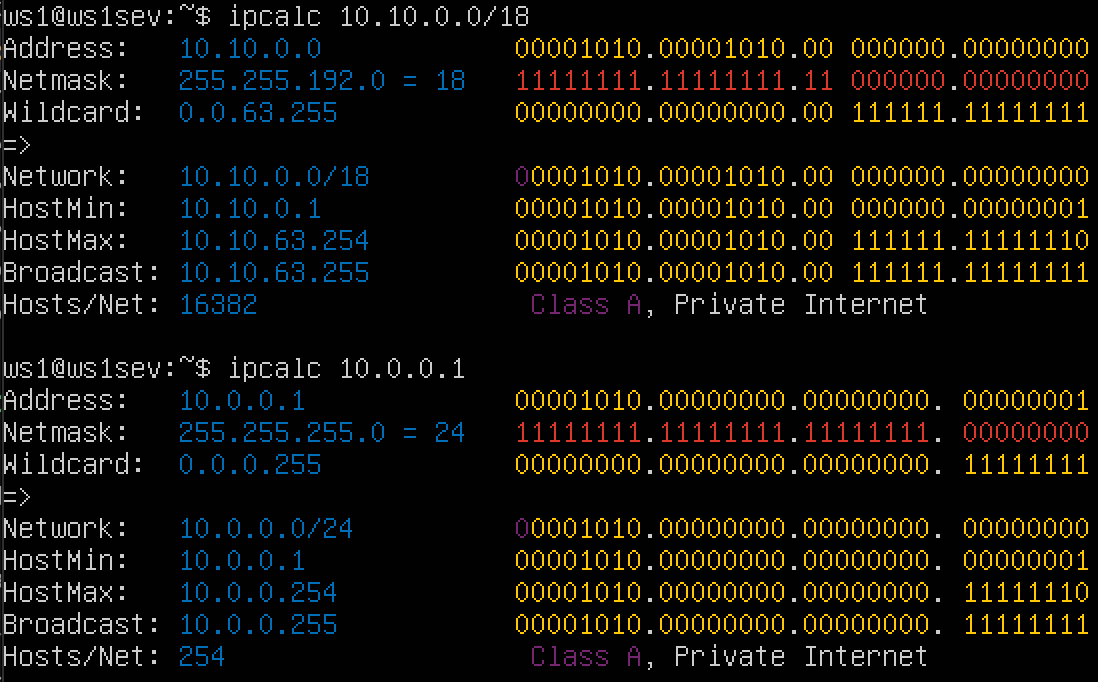 ws1@ws1sev:~$ ipcalc 10.10.0.0/18
Address:   10.10.0.0            00001010.00001010.00 000000.00000000
Netmask:   255.255.192.0 = 18   11111111.11111111.11 000000.00000000
Wildcard:  0.0.63.255           00000000.00000000.00 111111.11111111
=>
Network:   10.10.0.0/18         00001010.00001010.00 000000.00000000
HostMin:   10.10.0.1            00001010.00001010.00 000000.00000001
HostMax:   10.10.63.254         00001010.00001010.00 111111.11111110
Broadcast: 10.10.63.255         00001010.00001010.00 111111.11111111
Hosts/Net: 16382                 Class A, Private Internet
ws1@ws1sev:~$ ipcalc 10.0.0.1
Address:   10.0.0.1             00001010.00000000.00000000. 00000001
Netmask:   255.255.255.0 = 24   11111111.11111111.11111111. 00000000
Wildcard:  0.0.0.255            00000000.00000000.00000000. 11111111
=>
Network:   10.0.0.0/24          00001010.00000000.00000000. 00000000
HostMin:   10.0.0.1             00001010.00000000.00000000. 00000001
HostMax:   10.0.0.254           00001010.00000000.00000000. 11111110
Broadcast: 10.0.0.255           00001010.00000000.00000000. 11111111
Hosts/Net: 254                   Class A, Private Internet